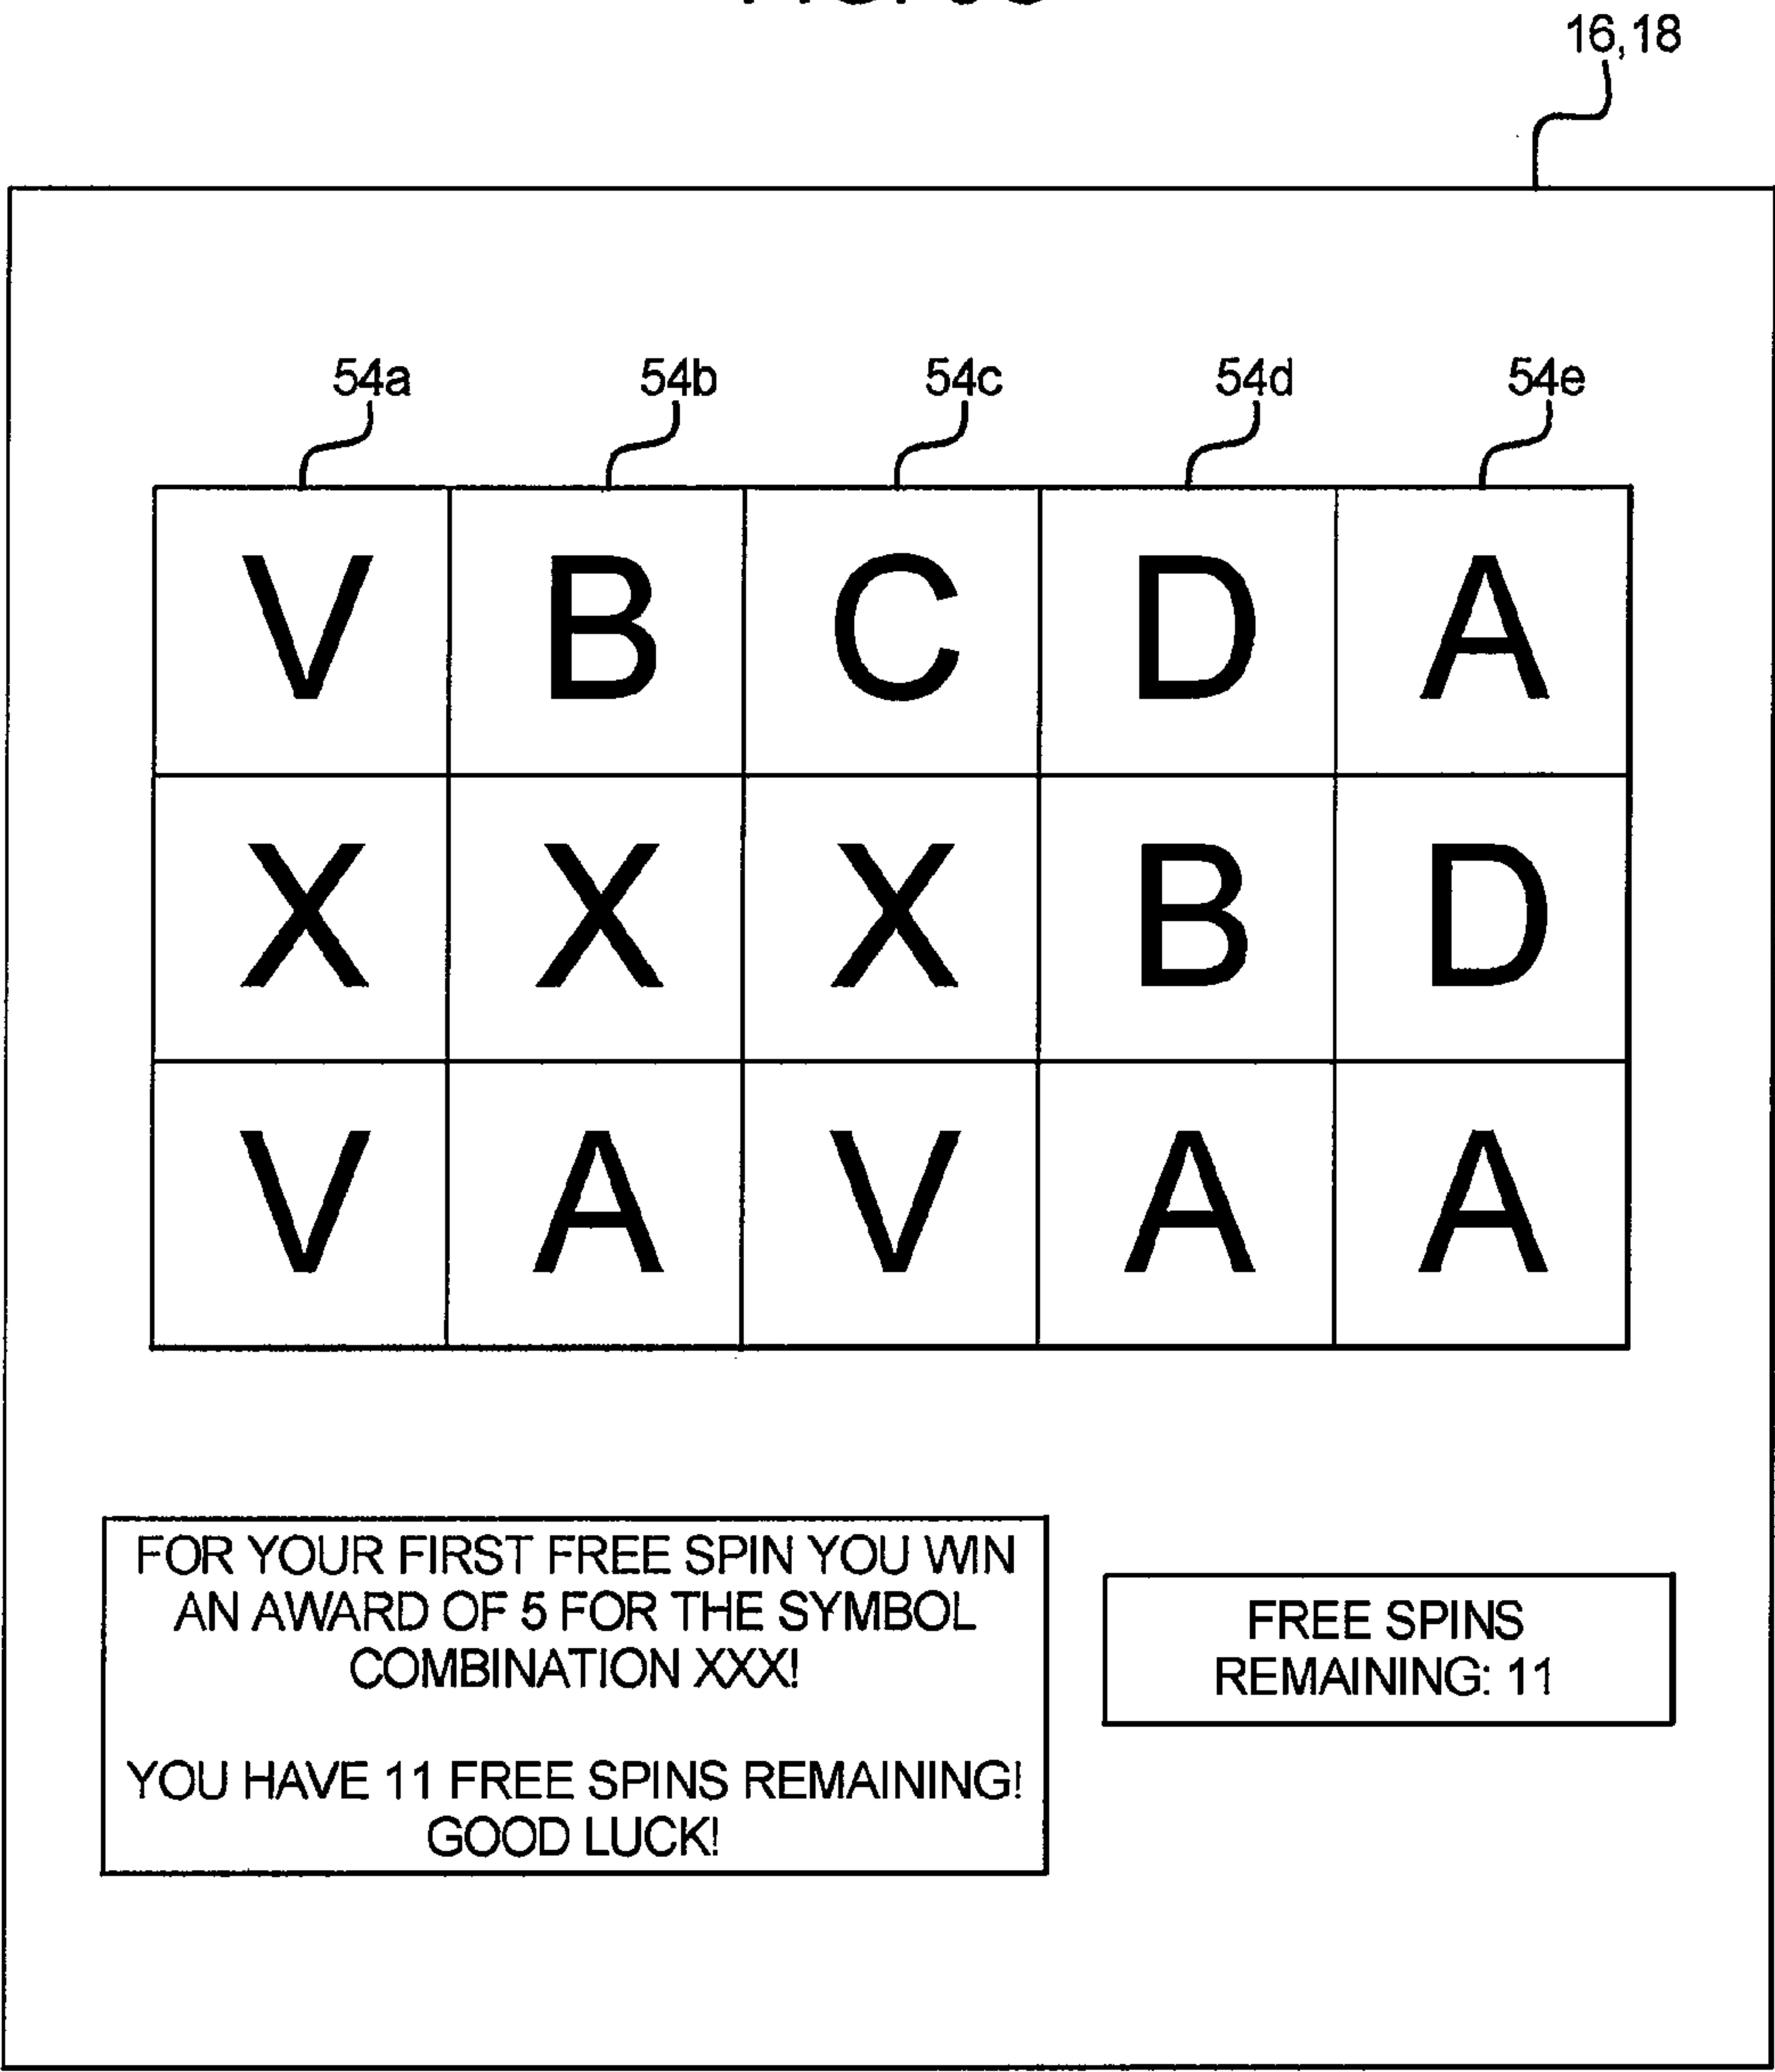 16,18
54a 54b 54c 54d 54e
V B C D A
X X X B D
V A V A A
FOR YOUR FIRST FREE SPIN YOU WIN
AN AWARD OF 5 FOR THE SYMBOL
COMBINATION XXX!
YOU HAVE 11 FREE SPINS REMAINING!
GOOD LUCK!
FREE SPINS
REMAINING: 11